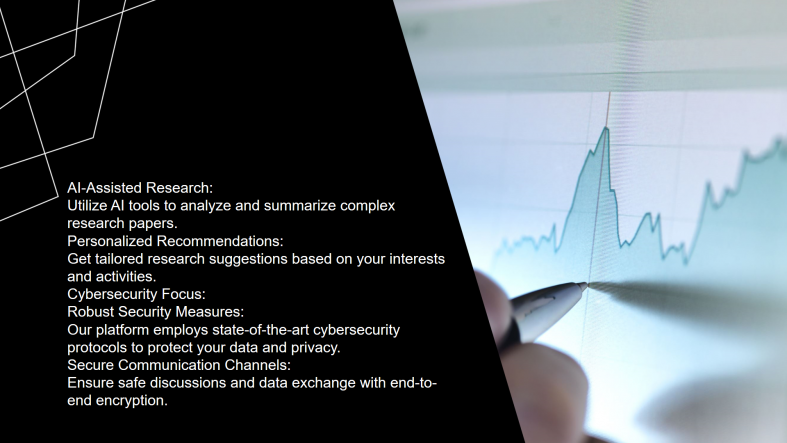 AI-Assisted Research:
Utilize AI tools to analyze and summarize complex
research papers.
Personalized Recommendations:
Get tailored research suggestions based on your interests
and activities.
Cybersecurity Focus:
Robust Security Measures:
Our platform employs state-of-the-art cybersecurity
protocols to protect your data and privacy.
Secure Communication Channels:
Ensure safe discussions and data exchange with end-to-
end encryption.